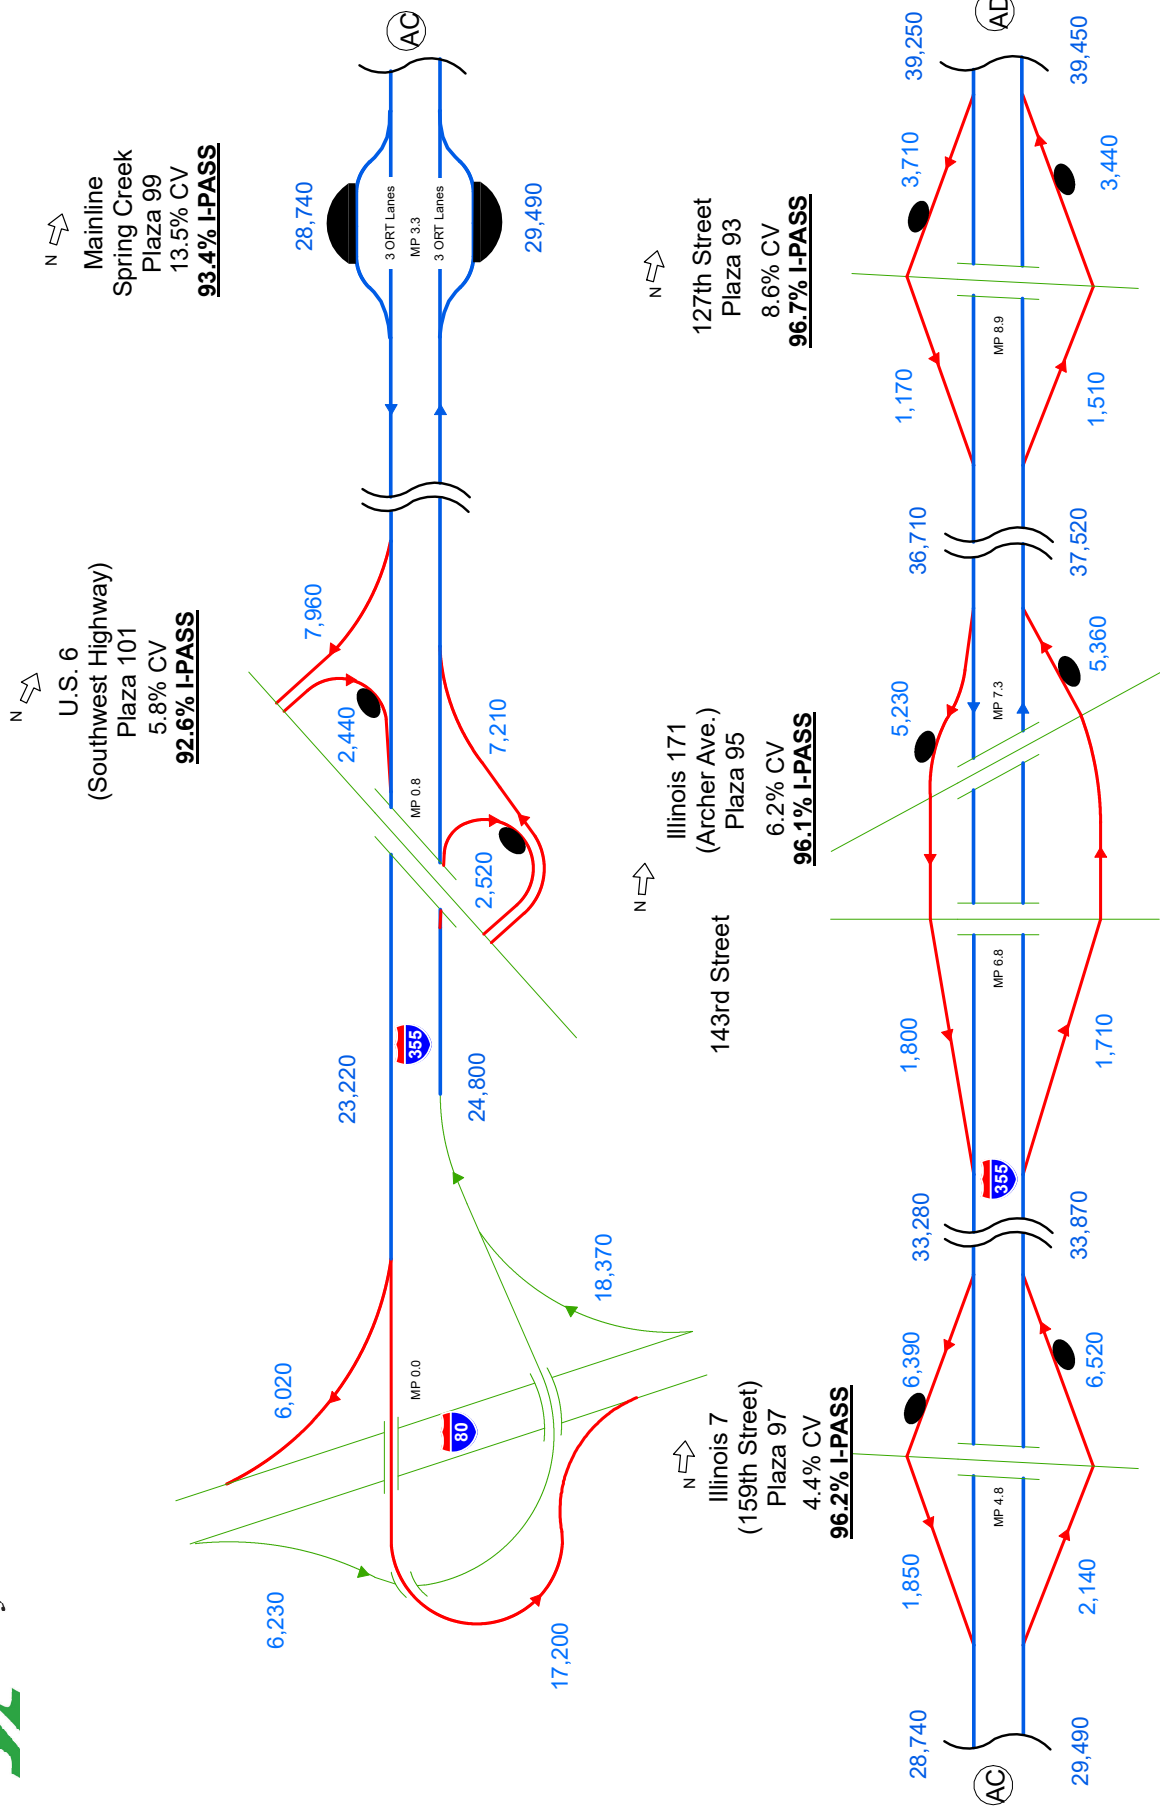 N
Mainline
Spring Creek
Plaza 99
13.5% CV
93.4% I-PASS
N
U.S. 6
(Southwest Highway)
Plaza 101
5.8% CV
92.6% I-PASS
6,230
6,020
23,220
2,440
7,960
28,740
AC
80
MP 0.0
355
MP 0.8
3 ORT Lanes
MP 3.3
3 ORT Lanes
17,200
18,370
24,800
2,520
7,210
29,490
N
Illinois 7
(159th Street)
Plaza 97
4.4% CV
96.2% I-PASS
143rd Street
N
Illinois 171
(Archer Ave.)
Plaza 95
6.2% CV
96.1% I-PASS
N
127th Street
Plaza 93
8.6% CV
96.7% I-PASS
28,740
1,850
6,390
33,280
1,800
5,230
36,710
1,170
3,710
39,250
AC
MP 4.8
355
MP 6.8
MP 7.3
MP 8.9
AD
29,490
2,140
6,520
33,870
1,710
5,360
37,520
1,510
3,440
39,450